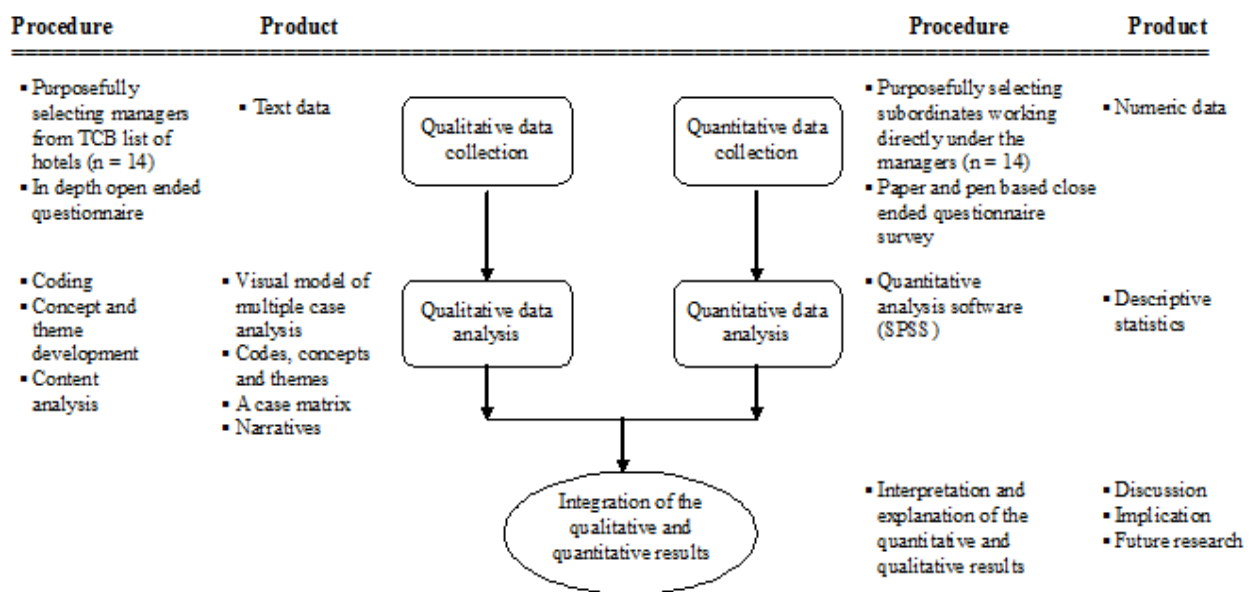 Procedure
Product
Procedure
Product
▪ Purposefully
selecting managers
from TCB list of
hotels (n = 14)
▪ In depth open ended
questionnaire
▪ Text data
Qualitative data
collection
Quantitative data
collection
▪ Purposefully selecting
subordinates working
directly under the
managers (n = 14)
▪ Paper and pen based close
ended questionnaire
survey
▪ Numeric data
▪ Coding
▪ Concept and
theme
development
▪ Content
analysis
▪ Visual model of
multiple case
analysis
▪ Codes, concepts
and themes
▪ A case matrix
▪ Narratives
Qualitative data
analysis
Quantitative data
analysis
▪ Quantitative
analysis software
(SPSS)
▪ Descriptive
statistics
Integration of the
qualitative and
quantitative results
▪ Interpretation and
explanation of the
quantitative and
qualitative results
▪ Discussion
▪ Implication
▪ Future research